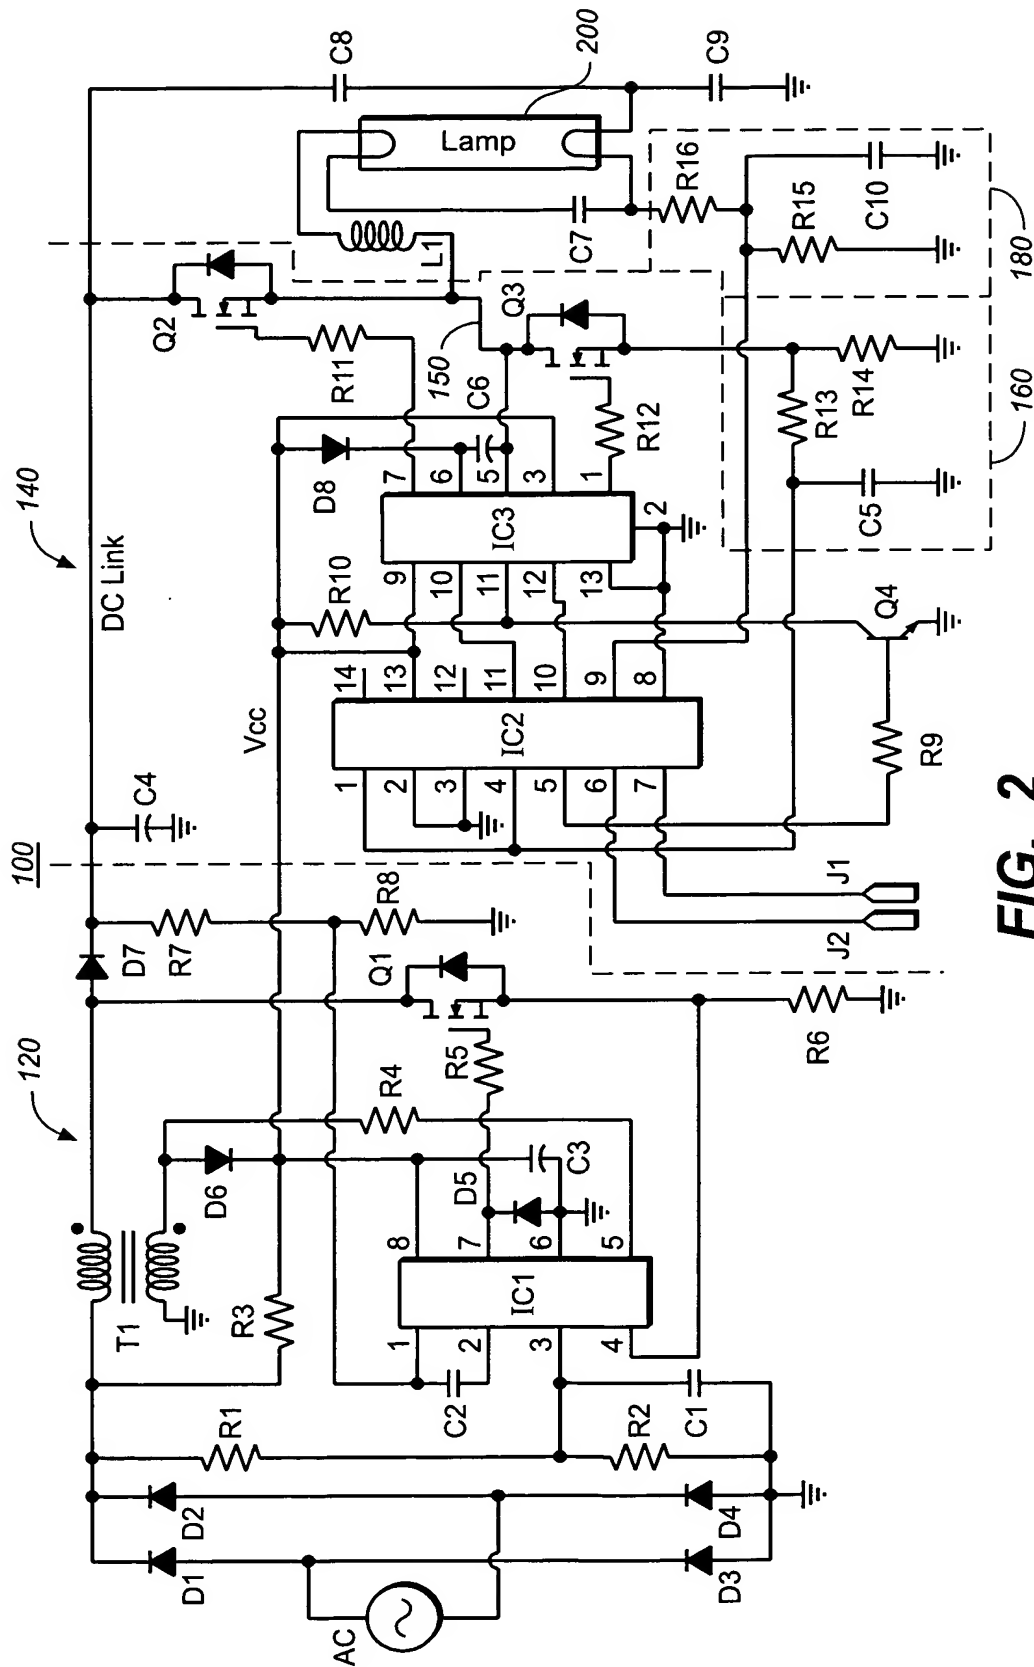 100
120
140
DC Link
AC
D1
D2
D3
D4
R1
R2
C1
T1
R3
D6
C2
IC1
1
2
3
4
8
7
6
5
D5
C3
R4
R5
Q1
R6
D7
R7
R8
C4
Vcc
J2
J1
IC2
1
2
3
4
5
6
7
14
13
12
11
10
9
8
R9
Q4
R10
IC3
9
10
11
12
13
7
6
5
3
1
2
D8
C6
R11
R12
Q2
Q3
150
L1
C7
Lamp
200
C8
C9
R16
R15
C10
180
R13
R14
C5
160
FIG. 2